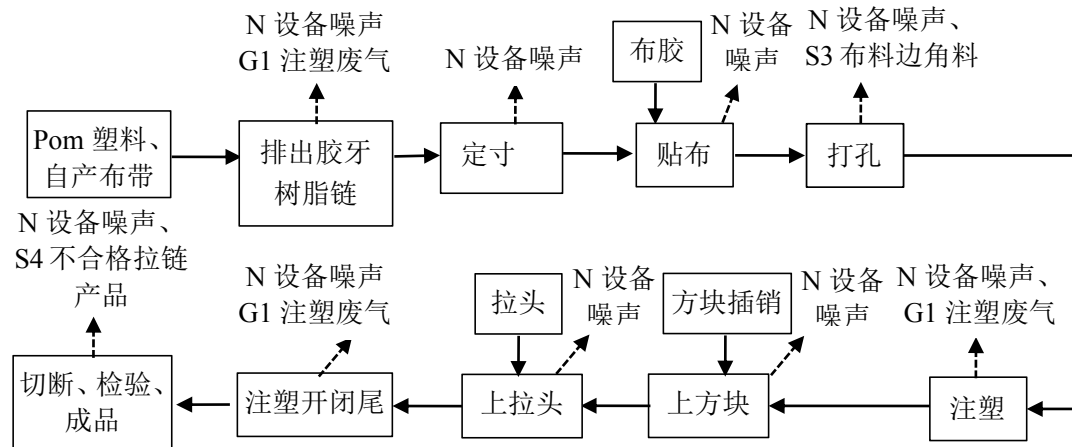 N 设备噪声
G1 注塑废气
N 设备噪声
布胶
N 设备
噪声
N 设备噪声、
S3 布料边角料
Pom 塑料、
自产布带
排出胶牙
树脂链
定寸
贴布
打孔
N 设备噪声、
S4 不合格拉链
产品
N 设备噪声
G1 注塑废气
拉头
N 设备
噪声
方块插销
N 设备
噪声
N 设备噪声、
G1 注塑废气
切断、检验、
成品
注塑开闭尾
上拉头
上方块
注塑